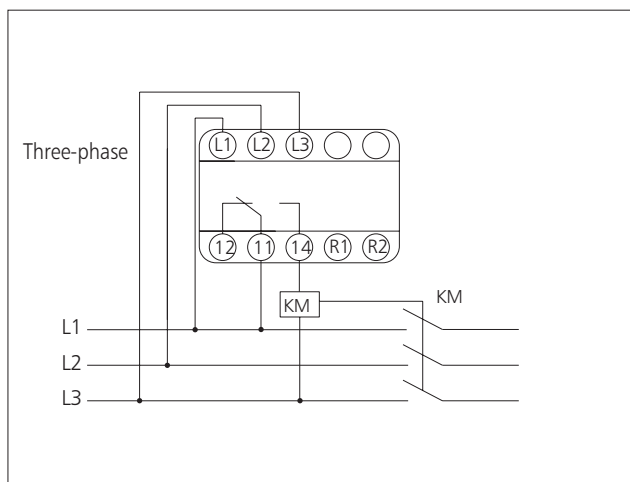 L1 L2 L3
Three-phase
12 11 14 R1 R2
KM KM
L1
L2
L3